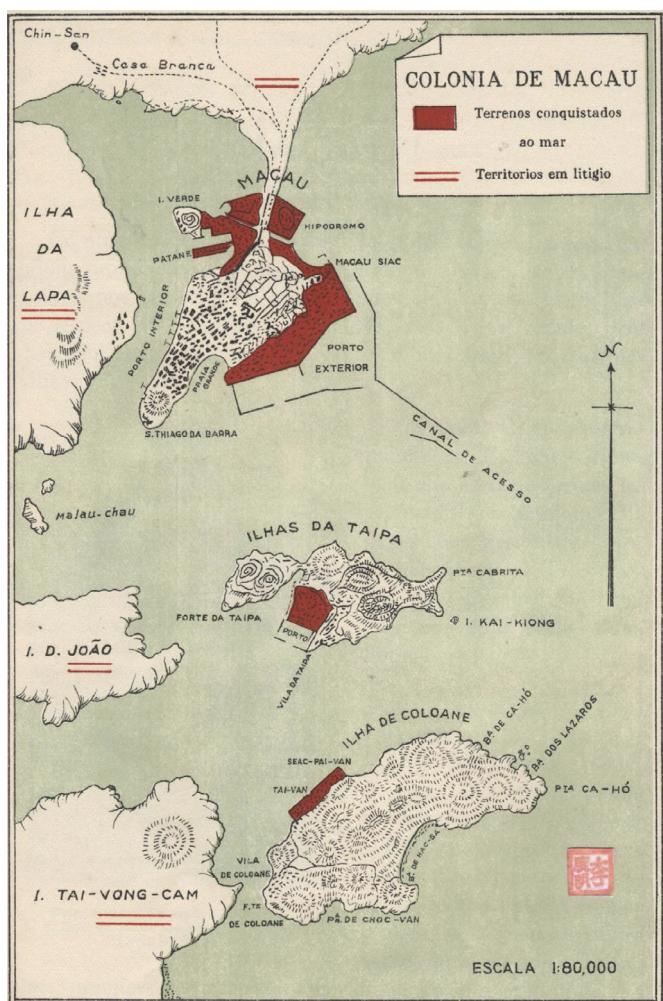 Chin-San
Casa Branca
COLONIA DE MACAU
Terrenos conquistados
ao mar
Territorios em litigio
MACAU
I. VERDE
HIPODROMO
PATANE
MACAU SIAC
ILHA
DA
LAPA
PORTO INTERIOR
PRAIA
GRANDE
PORTO
EXTERIOR
S. THIAGO DA BARRA
CANAL DE ACESSO
N
Malau-chau
ILHAS DA TAIPA
PTA CABRITA
FORTE DA TAIPA
PORTO
I. KAI-KIONG
VILA DA TAIPA
I. D. JOÃO
ILHA DE COLOANE
Bª. DE CA-HÓ
Bª DOS LAZAROS
SEAC-PAI-VAN
TAI-VAN
PTA CA-HÓ
Bª. DE HAC-SA
VILA
DE COLOANE
I. TAI-VONG-CAM
F.TE
DE COLOANE
Pª. DE CHOC-VAN
ESCALA 1:80,000